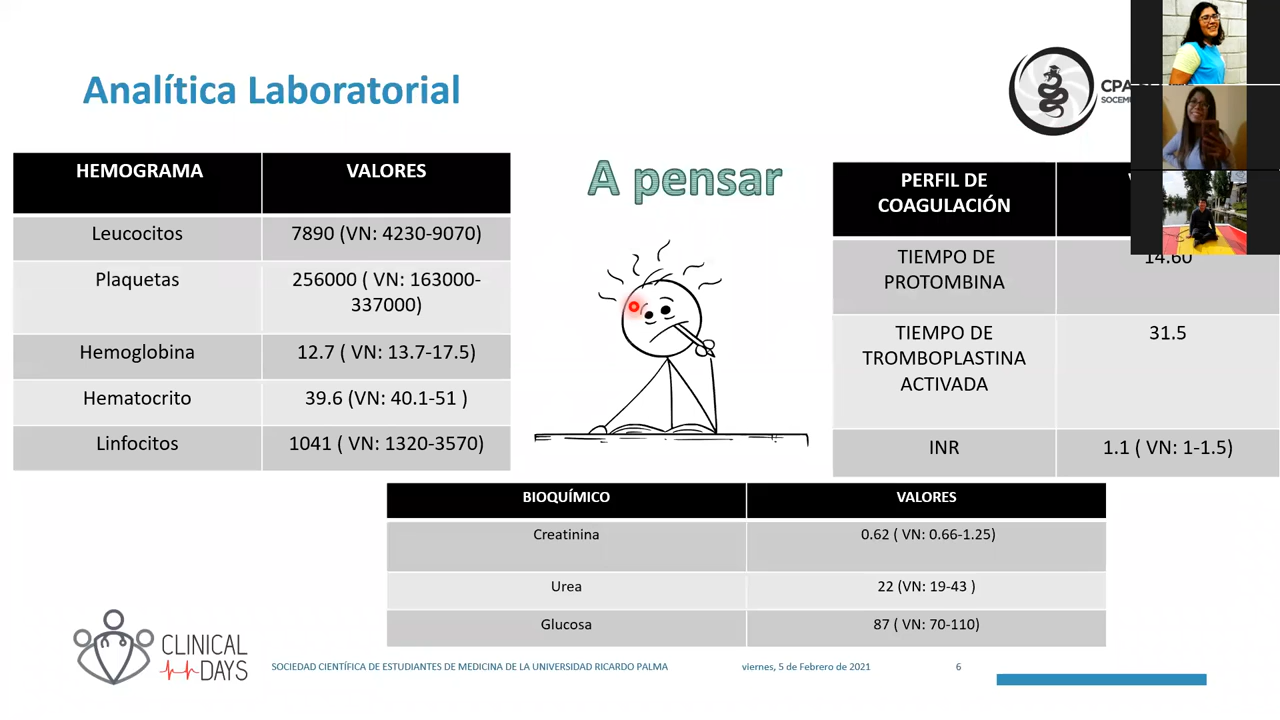 Analítica Laboratorial
HEMOGRAMA VALORES
Leucocitos 7890 (VN: 4230-9070)
Plaquetas 256000 ( VN: 163000-
337000)
Hemoglobina 12.7 ( VN: 13.7-17.5)
Hematocrito 39.6 (VN: 40.1-51 )
Linfocitos 1041 ( VN: 1320-3570)
A pensar
PERFIL DE
COAGULACIÓN
TIEMPO DE
PROTOMBINA
14.60
TIEMPO DE
TROMBOPLASTINA
ACTIVADA
31.5
INR 1.1 ( VN: 1-1.5)
BIOQUÍMICO VALORES
Creatinina 0.62 ( VN: 0.66-1.25)
Urea 22 (VN: 19-43 )
Glucosa 87 ( VN: 70-110)
CLINICAL
DAYS
SOCIEDAD CIENTÍFICA DE ESTUDIANTES DE MEDICINA DE LA UNIVERSIDAD RICARDO PALMA viernes, 5 de Febrero de 2021 6